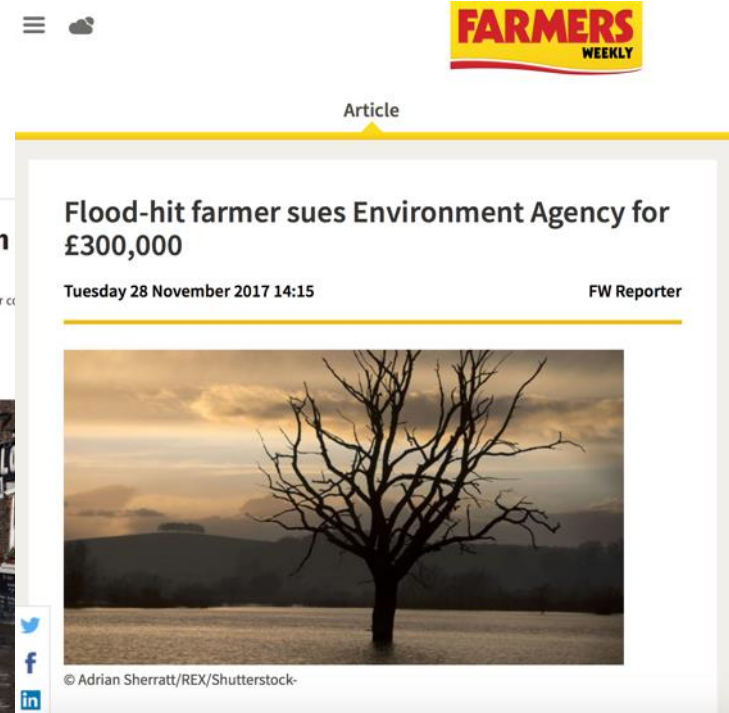 FARMERS
WEEKLY
Article
Flood-hit farmer sues Environment Agency for
£300,000
Tuesday 28 November 2017 14:15 FW Reporter
© Adrian Sherratt/REX/Shutterstock-